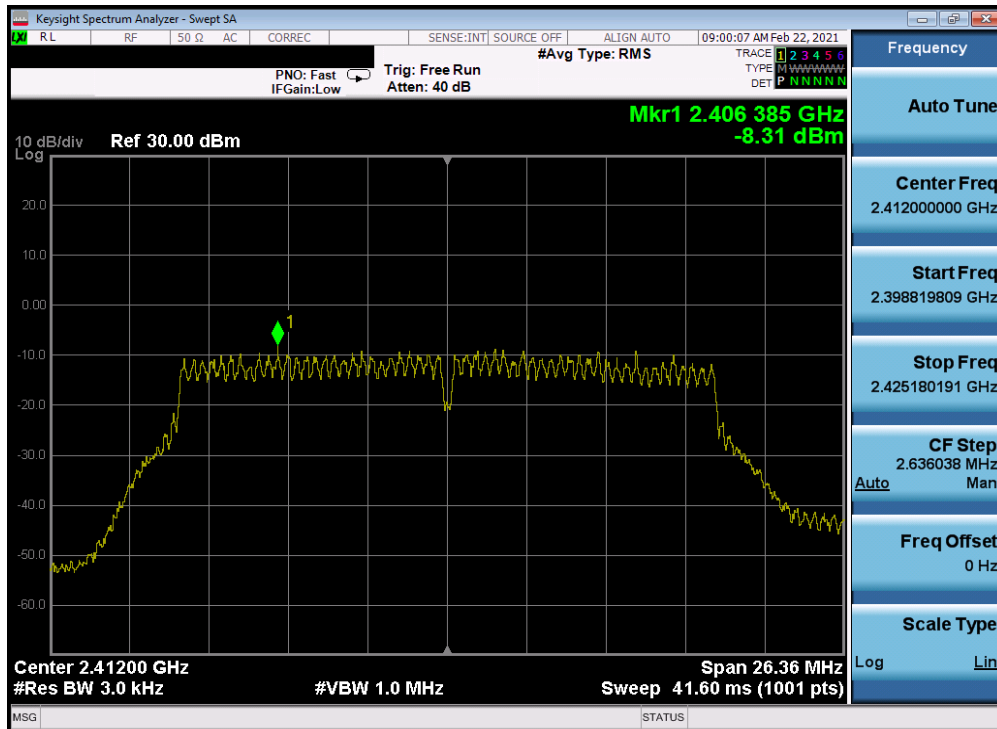 Keysight Spectrum Analyzer - Swept SA
LXI RL RF 50 Ω AC CORREC SENSE:INT SOURCE OFF ALIGN AUTO 09:00:07 AM Feb 22, 2021
PNO: Fast
IFGain:Low
Trig: Free Run
Atten: 40 dB
#Avg Type: RMS
TRACE 1 2 3 4 5 6
TYPE M WWWWW
DET P N N N N N
Mkr1 2.406 385 GHz
-8.31 dBm
10 dB/div
Log
Ref 30.00 dBm
20.0
10.0
0.00
-10.0
-20.0
-30.0
-40.0
-50.0
-60.0
1
Center 2.41200 GHz
Span 26.36 MHz
#Res BW 3.0 kHz
#VBW 1.0 MHz
Sweep 41.60 ms (1001 pts)
MSG
STATUS
Frequency
Auto Tune
Center Freq
2.412000000 GHz
Start Freq
2.398819809 GHz
Stop Freq
2.425180191 GHz
CF Step
2.636038 MHz
Auto Man
Freq Offset
0 Hz
Scale Type
Log Lin